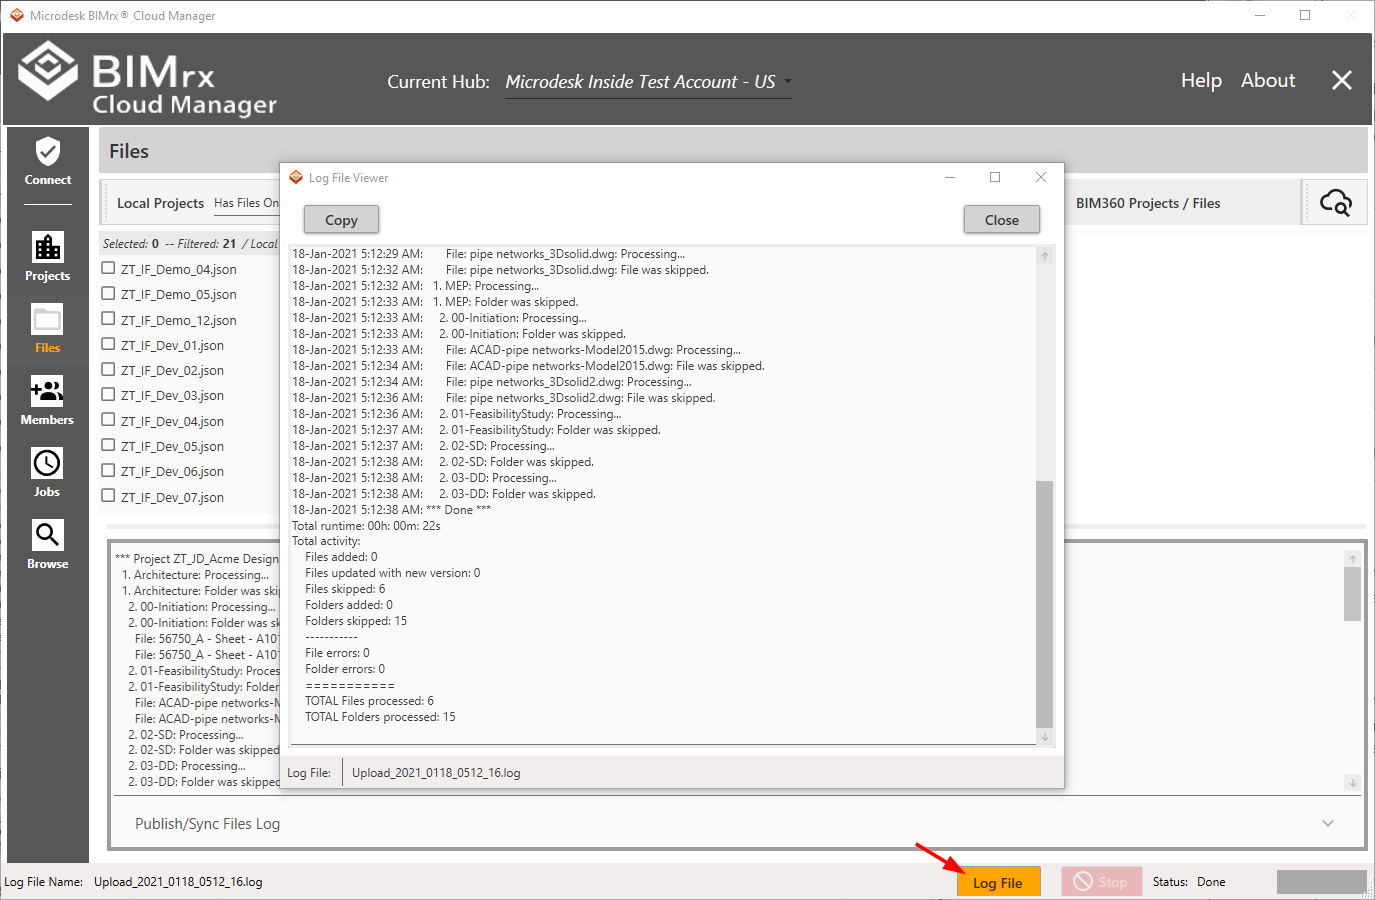 Microdesk BIMrx® Cloud Manager
BIMrx
Cloud Manager
Current Hub: Microdesk Inside Test Account - US
Help About
Connect
Projects
Files
Members
Jobs
Browse
Files
Local Projects Has Files On
BIM360 Projects / Files
Selected: 0 -- Filtered: 21 / Local
ZT_IF_Demo_04.json
ZT_IF_Demo_05.json
ZT_IF_Demo_12.json
ZT_IF_Dev_01.json
ZT_IF_Dev_02.json
ZT_IF_Dev_03.json
ZT_IF_Dev_04.json
ZT_IF_Dev_05.json
ZT_IF_Dev_06.json
ZT_IF_Dev_07.json
Log File Viewer
Copy
Close
18-Jan-2021 5:12:29 AM: File: pipe networks_3Dsolid.dwg: Processing...
18-Jan-2021 5:12:32 AM: File: pipe networks_3Dsolid.dwg: File was skipped.
18-Jan-2021 5:12:32 AM: 1. MEP: Processing...
18-Jan-2021 5:12:33 AM: 1. MEP: Folder was skipped.
18-Jan-2021 5:12:33 AM: 2. 00-Initiation: Processing...
18-Jan-2021 5:12:33 AM: 2. 00-Initiation: Folder was skipped.
18-Jan-2021 5:12:33 AM: File: ACAD-pipe networks-Model2015.dwg: Processing...
18-Jan-2021 5:12:34 AM: File: ACAD-pipe networks-Model2015.dwg: File was skipped.
18-Jan-2021 5:12:34 AM: File: pipe networks_3Dsolid2.dwg: Processing...
18-Jan-2021 5:12:36 AM: File: pipe networks_3Dsolid2.dwg: File was skipped.
18-Jan-2021 5:12:36 AM: 2. 01-FeasibilityStudy: Processing...
18-Jan-2021 5:12:37 AM: 2. 01-FeasibilityStudy: Folder was skipped.
18-Jan-2021 5:12:37 AM: 2. 02-SD: Processing...
18-Jan-2021 5:12:38 AM: 2. 02-SD: Folder was skipped.
18-Jan-2021 5:12:38 AM: 2. 03-DD: Processing...
18-Jan-2021 5:12:38 AM: 2. 03-DD: Folder was skipped.
18-Jan-2021 5:12:38 AM: *** Done ***
Total runtime: 00h: 00m: 22s
Total activity:
Files added: 0
Files updated with new version: 0
Files skipped: 6
Folders added: 0
Folders skipped: 15
-----------
File errors: 0
Folder errors: 0
===========
TOTAL Files processed: 6
TOTAL Folders processed: 15
Log File: Upload_2021_0118_0512_16.log
*** Project ZT_JD_Acme Design
1. Architecture: Processing...
1. Architecture: Folder was ski
2. 00-Initiation: Processing...
2. 00-Initiation: Folder was sk
File: 56750_A - Sheet - A101
File: 56750_A - Sheet - A101
2. 01-FeasibilityStudy: Proces
2. 01-FeasibilityStudy: Folder
File: ACAD-pipe networks-M
File: ACAD-pipe networks-M
2. 02-SD: Processing...
2. 02-SD: Folder was skipped
2. 03-DD: Processing...
2. 03-DD: Folder was skipped
Publish/Sync Files Log
Log File Name: Upload_2021_0118_0512_16.log
Log File
Stop
Status: Done